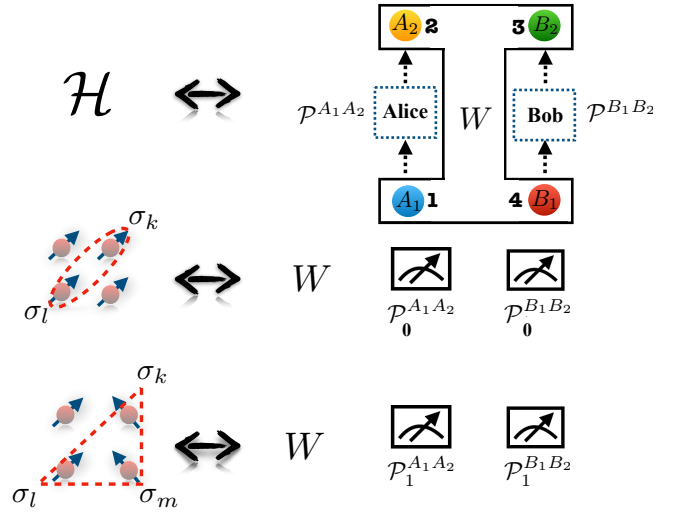 A₂ 2 3 B₂
ℋ 𝒫^{A₁A₂} Alice W Bob 𝒫^{B₁B₂}
A₁ 1 4 B₁
σₖ
σₗ W 𝒫₀^{A₁A₂} 𝒫₀^{B₁B₂}
σₖ
W
σₗ σₘ 𝒫₁^{A₁A₂} 𝒫₁^{B₁B₂}